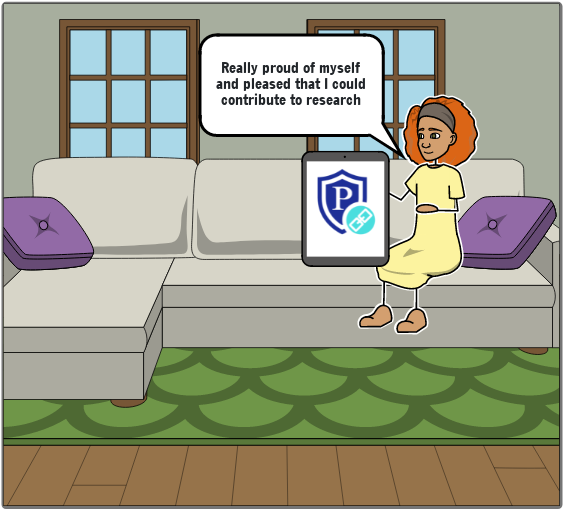 Really proud of myself
and pleased that I could
contribute to research
P